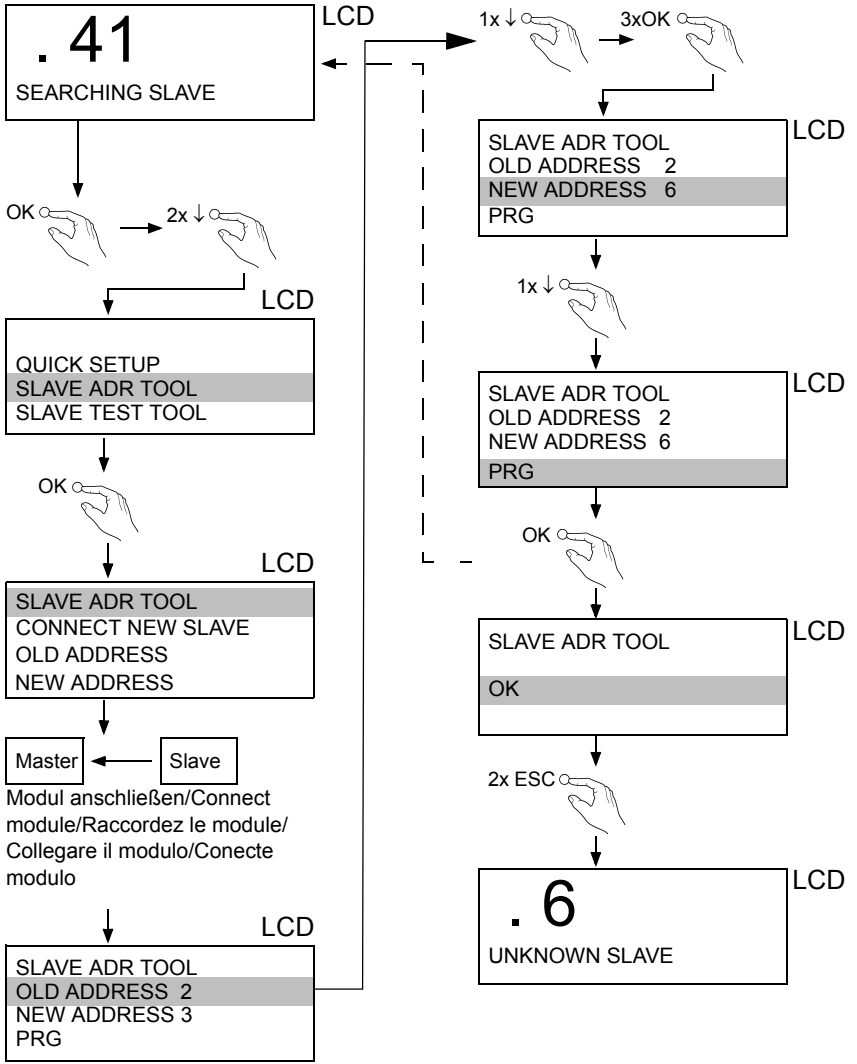 LCD
. 41
SEARCHING SLAVE
OK
2x ↓
LCD
QUICK SETUP
SLAVE ADR TOOL
SLAVE TEST TOOL
OK
LCD
SLAVE ADR TOOL
CONNECT NEW SLAVE
OLD ADDRESS
NEW ADDRESS
Master
Slave
Modul anschließen/Connect
module/Raccordez le module/
Collegare il modulo/Conecte
modulo
LCD
SLAVE ADR TOOL
OLD ADDRESS 2
NEW ADDRESS 3
PRG
1x ↓
3xOK
LCD
SLAVE ADR TOOL
OLD ADDRESS 2
NEW ADDRESS 6
PRG
1x ↓
LCD
SLAVE ADR TOOL
OLD ADDRESS 2
NEW ADDRESS 6
PRG
OK
LCD
SLAVE ADR TOOL
OK
2x ESC
LCD
. 6
UNKNOWN SLAVE